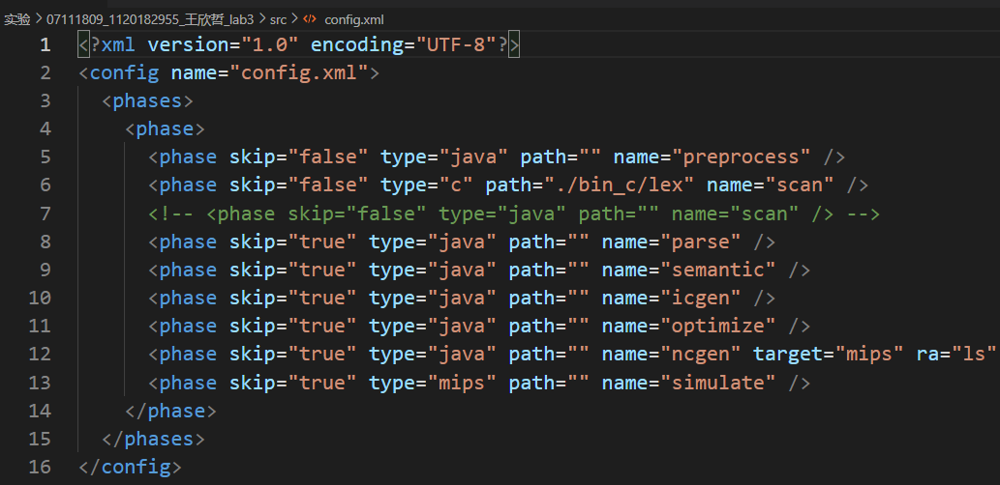 实验 > 07111809_1120182955_王欣哲_lab3 > src > config.xml
1 <?xml version="1.0" encoding="UTF-8"?>
2 <config name="config.xml">
3 <phases>
4 <phase>
5 <phase skip="false" type="java" path="" name="preprocess" />
6 <phase skip="false" type="c" path="./bin_c/lex" name="scan" />
7 <!-- <phase skip="false" type="java" path="" name="scan" /> -->
8 <phase skip="true" type="java" path="" name="parse" />
9 <phase skip="true" type="java" path="" name="semantic" />
10 <phase skip="true" type="java" path="" name="icgen" />
11 <phase skip="true" type="java" path="" name="optimize" />
12 <phase skip="true" type="java" path="" name="ncgen" target="mips" ra="ls"
13 <phase skip="true" type="mips" path="" name="simulate" />
14 </phase>
15 </phases>
16 </config>